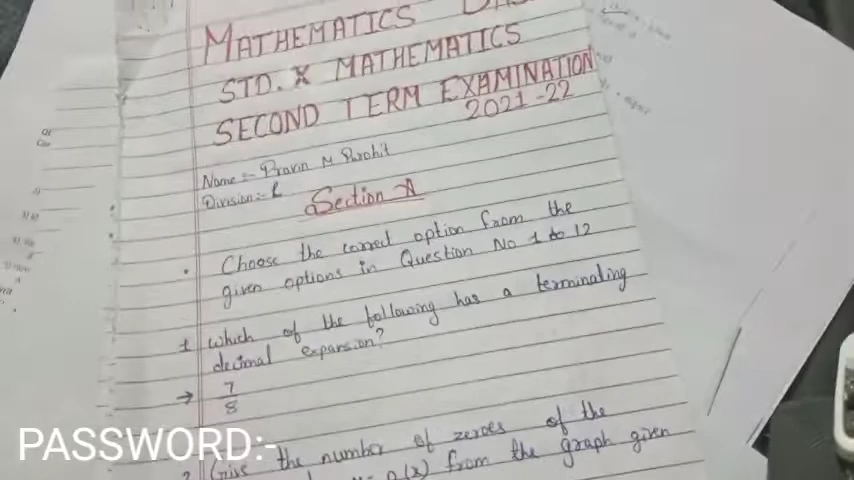 MATHEMATICS
STD. X MATHEMATICS
SECOND TERM EXAMINATION
2021-22
Name :- Pravin M Purohit
Division :-
Section A
Choose the correct option from the
given options in Question No 1 to 12
1 Which of the following has a terminating
decimal expansion?
→ 7/8
2 Give the number of zeroes of the
from the graph given
PASSWORD:-